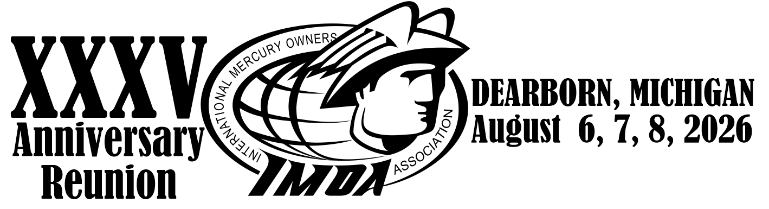 XXXV
Anniversary
Reunion
INTERNATIONAL MERCURY OWNERS
ASSOCIATION
IMOA
DEARBORN, MICHIGAN
August 6, 7, 8, 2026